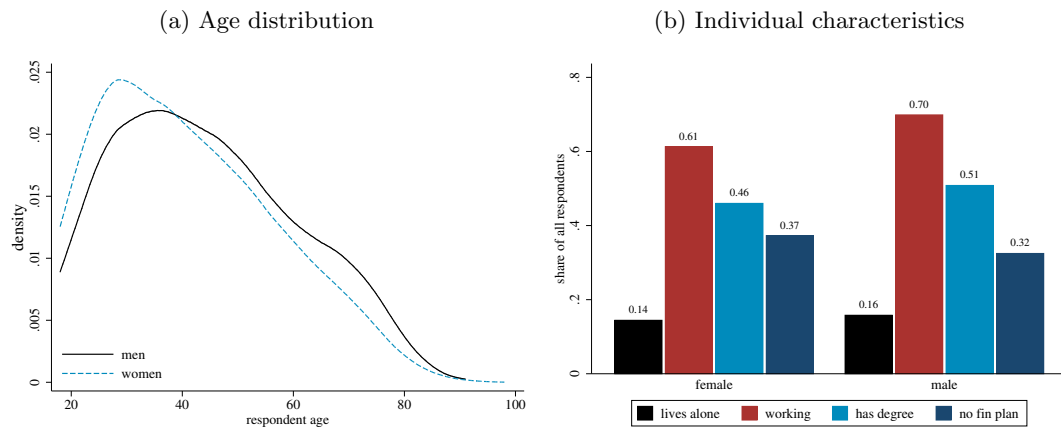 (a) Age distribution
density
.025
.02
.015
.01
.005
0
men
women
20 40 60 80 100
respondent age
(b) Individual characteristics
share of all respondents
.8
.6
.4
.2
0
0.14 0.61 0.46 0.37
0.16 0.70 0.51 0.32
female male
lives alone working has degree no fin plan